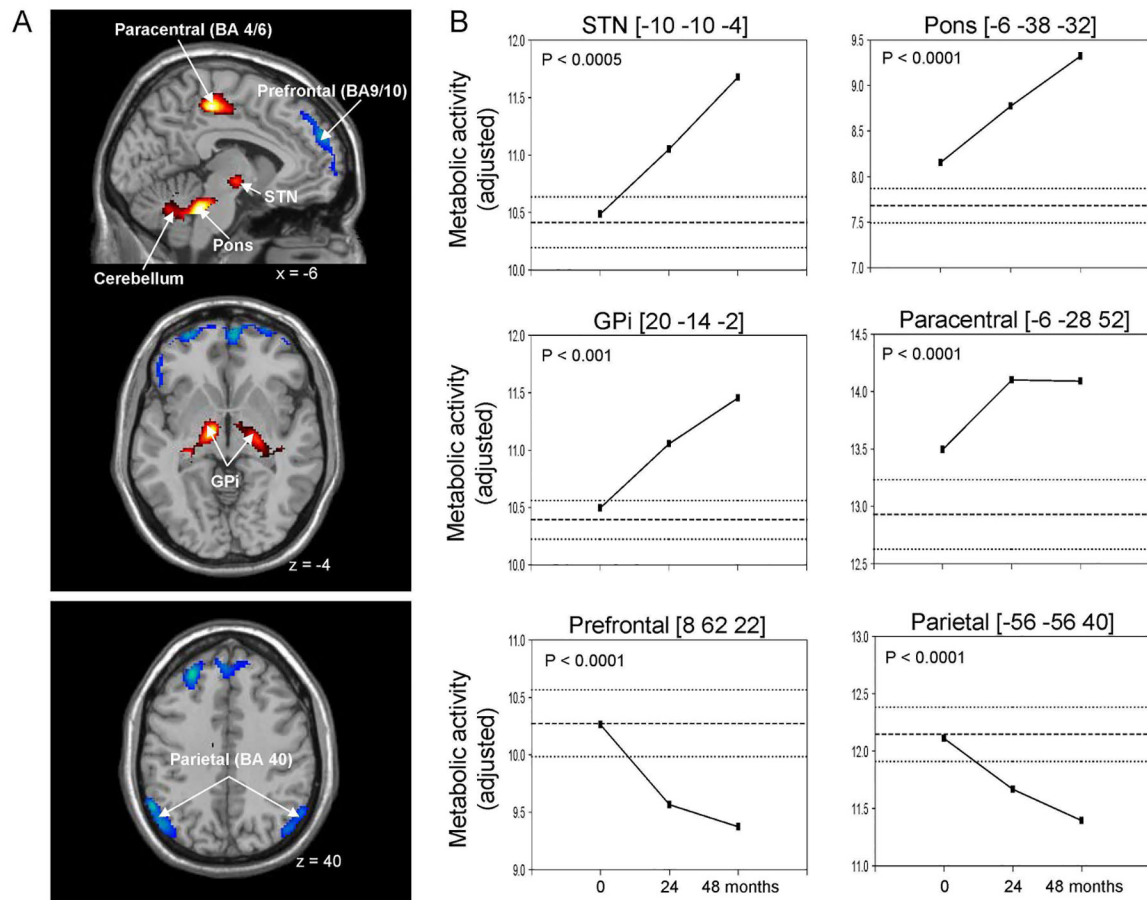 A
Paracentral (BA 4/6)
Prefrontal (BA9/10)
STN
Pons
Cerebellum
x = -6
GPi
z = -4
Parietal (BA 40)
z = 40
B
STN [-10 -10 -4]
P < 0.0005
Metabolic activity
(adjusted)
12.0
11.5
11.0
10.5
10.0
Pons [-6 -38 -32]
P < 0.0001
9.5
9.0
8.5
8.0
7.5
7.0
GPi [20 -14 -2]
P < 0.001
Metabolic activity
(adjusted)
12.0
11.5
11.0
10.5
10.0
Paracentral [-6 -28 52]
P < 0.0001
14.5
14.0
13.5
13.0
12.5
Prefrontal [8 62 22]
P < 0.0001
Metabolic activity
(adjusted)
11.0
10.5
10.0
9.5
9.0
0 24 48 months
Parietal [-56 -56 40]
P < 0.0001
13.0
12.5
12.0
11.5
11.0
0 24 48 months